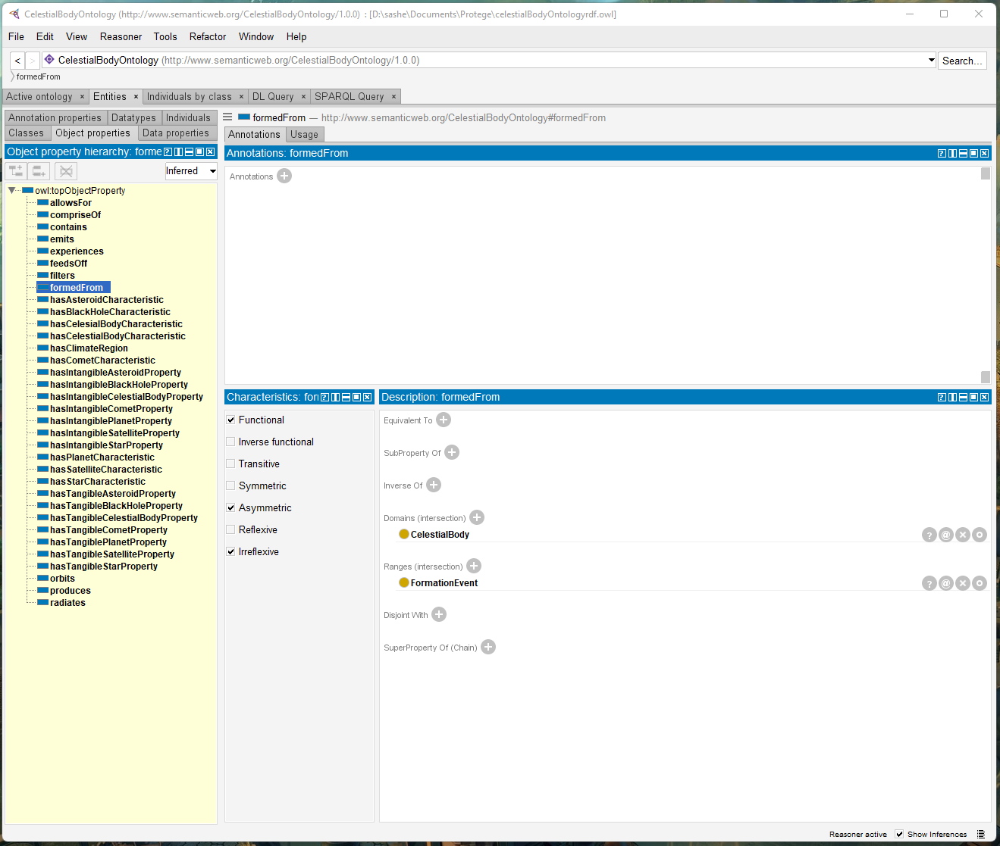 CelestialBodyOntology (http://www.semanticweb.org/CelestialBodyOntology/1.0.0) : [D:\sashe\Documents\Protege\celestialBodyOntologyrdf.owl]
File Edit View Reasoner Tools Refactor Window Help
< > CelestialBodyOntology (http://www.semanticweb.org/CelestialBodyOntology/1.0.0) Search...
formedFrom
Active ontology × Entities × Individuals by class × DL Query × SPARQL Query ×
Annotation properties Datatypes Individuals
Classes Object properties Data properties
Object property hierarchy: forme
Inferred
owl:topObjectProperty
allowsFor
compriseOf
contains
emits
experiences
feedsOff
filters
formedFrom
hasAsteroidCharacteristic
hasBlackHoleCharacteristic
hasCelesialBodyCharacteristic
hasCelestialBodyCharacteristic
hasClimateRegion
hasCometCharacteristic
hasIntangibleAsteroidProperty
hasIntangibleBlackHoleProperty
hasIntangibleCelestialBodyProperty
hasIntangibleCometProperty
hasIntangiblePlanetProperty
hasIntangibleSatelliteProperty
hasIntangibleStarProperty
hasPlanetCharacteristic
hasSatelliteCharacteristic
hasStarCharacteristic
hasTangibleAsteroidProperty
hasTangibleBlackHoleProperty
hasTangibleCelestialBodyProperty
hasTangibleCometProperty
hasTangiblePlanetProperty
hasTangibleSatelliteProperty
hasTangibleStarProperty
orbits
produces
radiates
formedFrom — http://www.semanticweb.org/CelestialBodyOntology#formedFrom
Annotations Usage
Annotations: formedFrom
Annotations
Characteristics: for
Functional
Inverse functional
Transitive
Symmetric
Asymmetric
Reflexive
Irreflexive
Description: formedFrom
Equivalent To
SubProperty Of
Inverse Of
Domains (intersection)
CelestialBody
Ranges (intersection)
FormationEvent
Disjoint With
SuperProperty Of (Chain)
Reasoner active Show Inferences